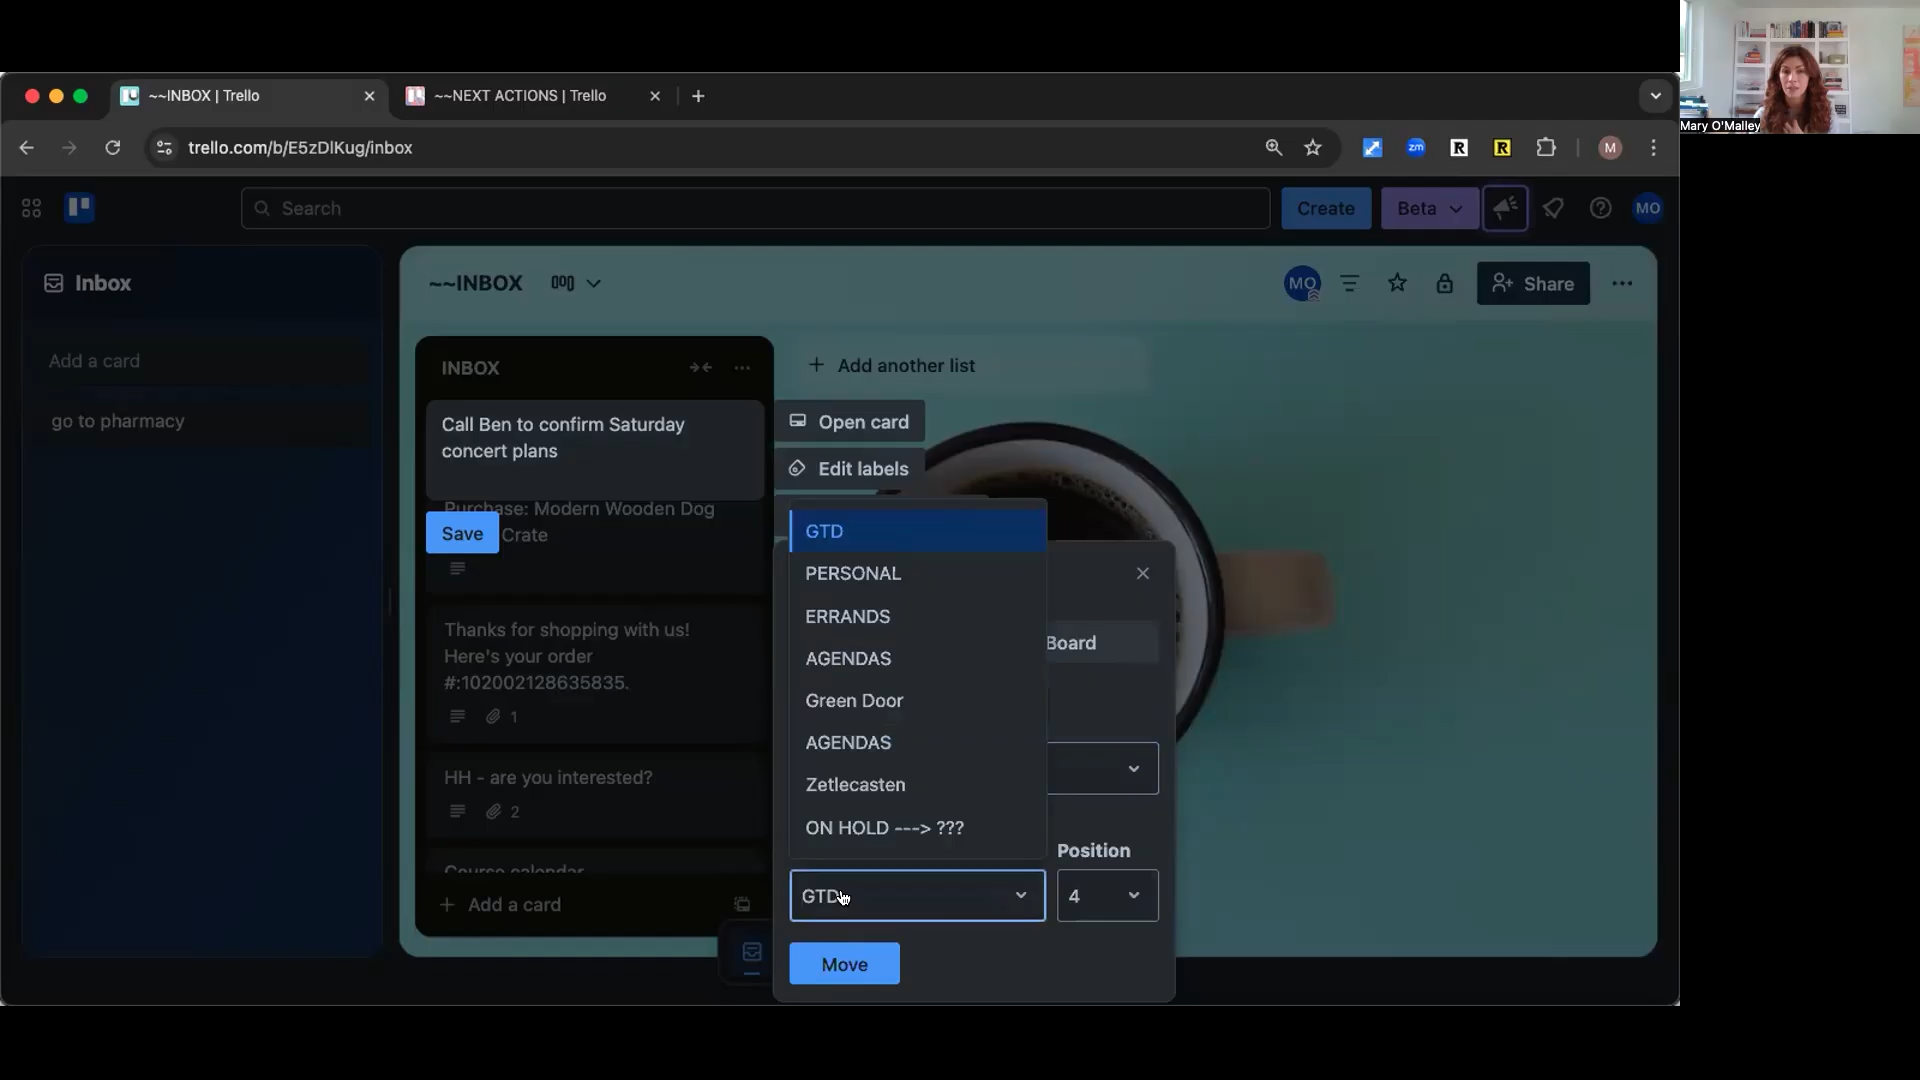 ~~INBOX | Trello
~~NEXT ACTIONS | Trello
Mary O'Malley
trello.com/b/E5zDlKug/inbox
zm
R
R
M
Search
Create
Beta
MO
Inbox
~~INBOX
MO
Share
Add a card
go to pharmacy
INBOX
Add another list
Call Ben to confirm Saturday
concert plans
Open card
Edit labels
Purchase: Modern Wooden Dog
Crate
Save
Thanks for shopping with us!
Here's your order
#:102002128635835.
1
HH - are you interested?
2
Course calendar
Add a card
GTD
PERSONAL
ERRANDS
AGENDAS
Green Door
AGENDAS
Zetlecasten
ON HOLD ---> ???
Board
Position
GTD
4
Move